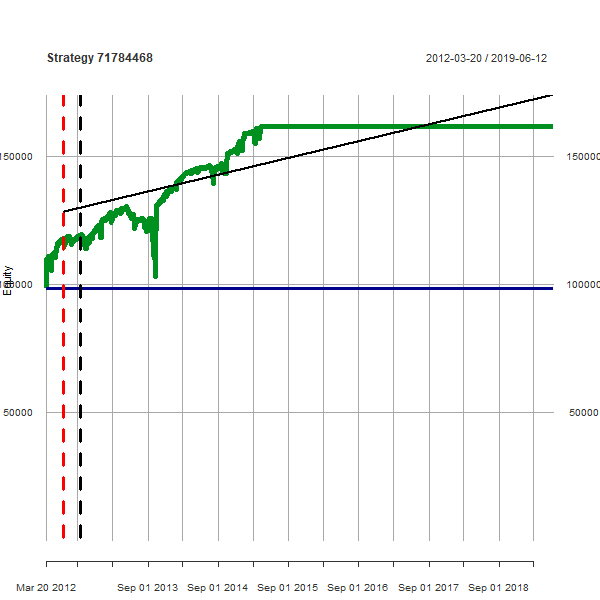 Strategy 71784468
2012-03-20 / 2019-06-12
150000
150000
Equity
100000
100000
50000
50000
Mar 20 2012
Sep 01 2013
Sep 01 2014
Sep 01 2015
Sep 01 2016
Sep 01 2017
Sep 01 2018